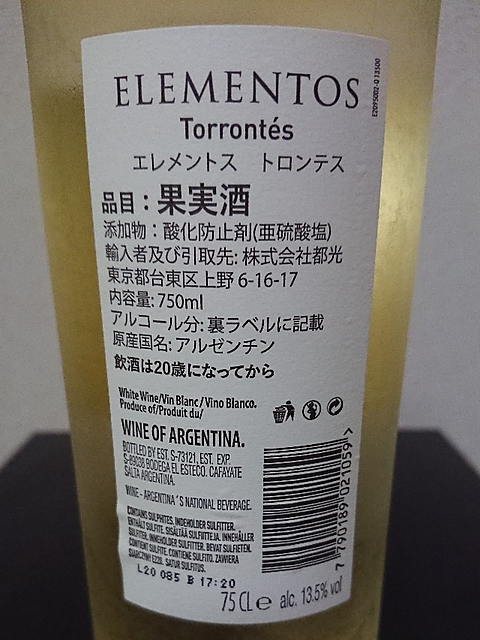 ELEMENTOS
Torrontés
エレメントス トロンテス
品目：果実酒
添加物：酸化防止剤(亜硫酸塩)
輸入者及び引取先: 株式会社都光
東京都台東区上野 6-16-17
内容量: 750ml
アルコール分: 裏ラベルに記載
原産国名: アルゼンチン
飲酒は20歳になってから
White Wine/Vin Blanc / Vino Blanco.
Produce of/Produit du/
WINE OF ARGENTINA.
BOTTLED BY EST. S-73121, EST. EXP.
S-89038 BODEGA EL ESTECO. CAFAYATE
SALTA ARGENTINA.
WINE - ARGENTINA´S NATIONAL BEVERAGE.
CONTAINS SULPHITES. INDEHOLDER SULFITTER.
ENTHÄLT SULFITE. SISÄLTÄÄ SULFIITTEJA. INNEHÅLLER
SULFITER. INNEHOLDER SULFITTER. BEVAT SULFIETEN.
CONTIENT SULFITE. CONTIENE SULFITO. ZAWIERA
SIARCZYNY E220. SATUR SULFITUS.
L20 085 B 17:20
75 CL e alc. 13.5% vol
7 790189 021059 >